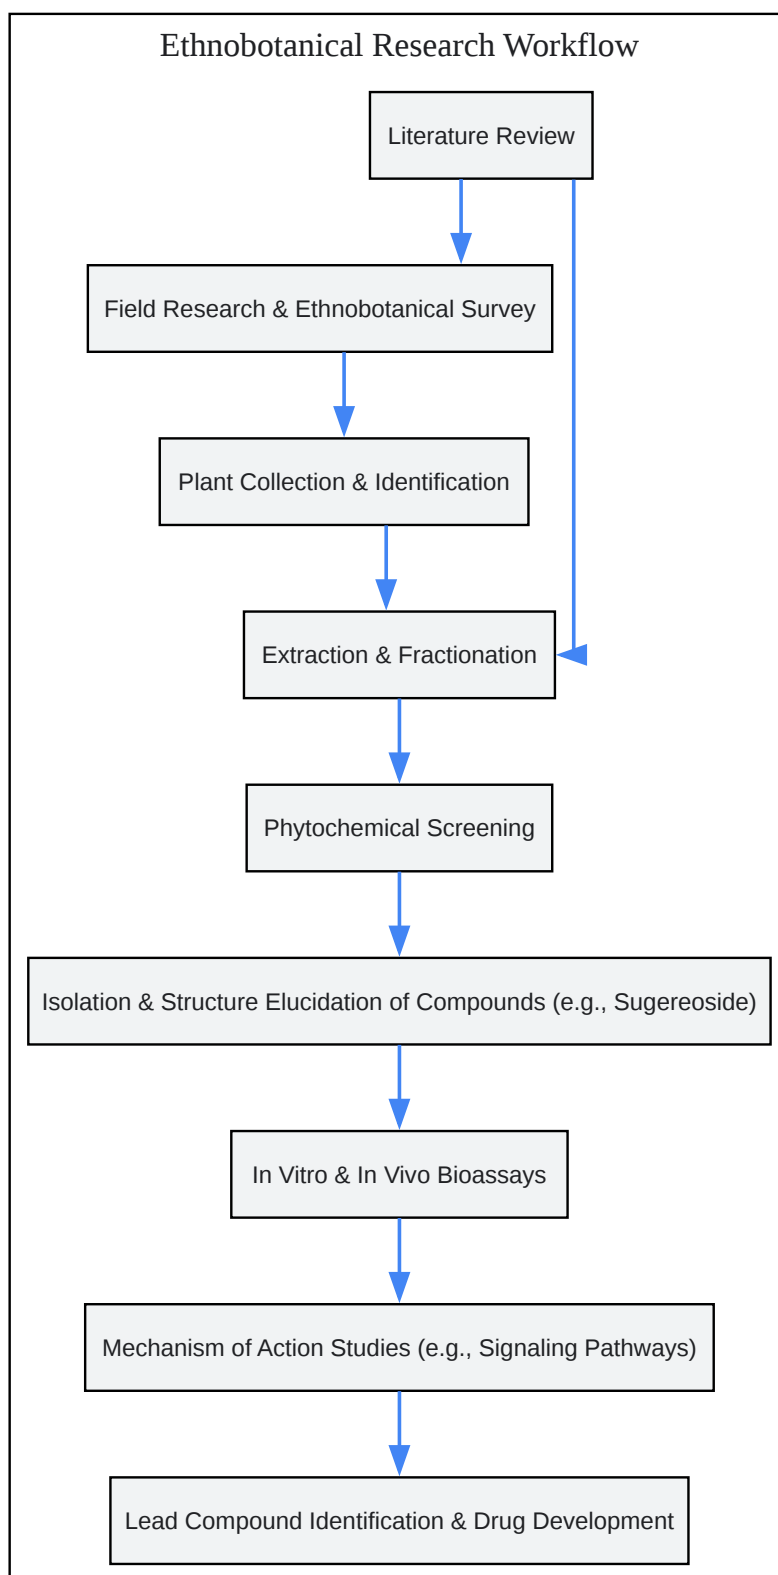 Ethnobotanical Research Workflow
Literature Review
Field Research & Ethnobotanical Survey
Plant Collection & Identification
Extraction & Fractionation
Phytochemical Screening
Isolation & Structure Elucidation of Compounds (e.g., Sugereoside)
In Vitro & In Vivo Bioassays
Mechanism of Action Studies (e.g., Signaling Pathways)
Lead Compound Identification & Drug Development